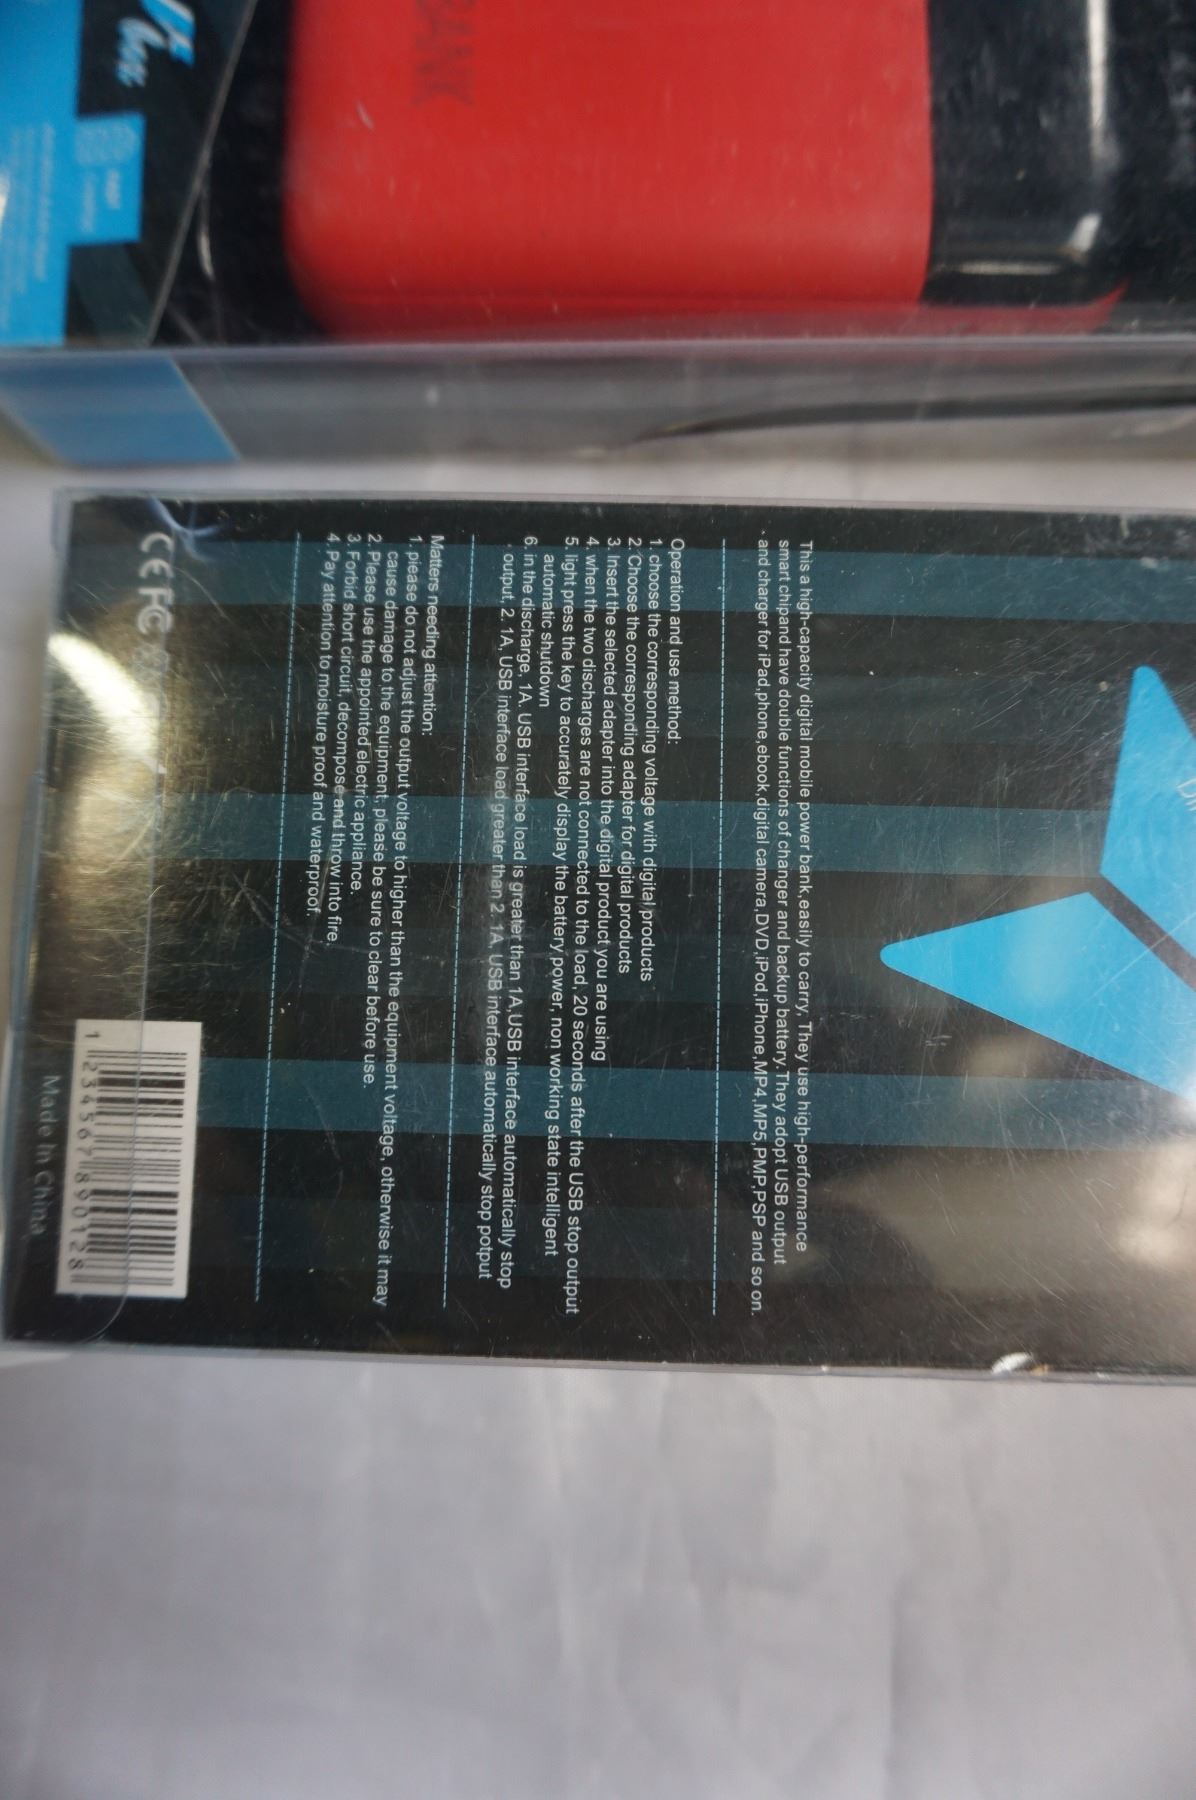 BANK
This a high-capacity digital mobile power bank,easily to carry, They use high-performance
smart chipand have double functions of changer and backup battery.They adopt USB output
and charger for iPad,phone,ebook,digital camera,DVD,iPod,iPhone,MP4,MP5,PMP,PSP and so on.
Operation and use method:
1. choose the corresponding voltage with digital products
2. Choose the corresponding adapter for digital products
3. Insert the selected adapter into the digital product you are using
4. when the two discharges are not connected to the load, 20 seconds after the USB stop output
5. light press the key to accurately display the battery power, non working state intelligent
automatic shutdown
6. in the discharge, 1A, USB interface load is greater than 1A,USB interface automatically stop
output, 2. 1A, USB interface load greater than 2. 1A, USB interface automatically stop potput
Matters needing attention:
1. please do not adjust the output voltage to higher than the equipment voltage, otherwise it may
cause damage to the equipment, please be sure to clear before use.
2. Please use the appointed electric appliance.
3. Forbid short circuit, decompose and throw into fire.
4. Pay attention to moisture proof and waterproof.
CE FC
1 234567 890128
Made in China